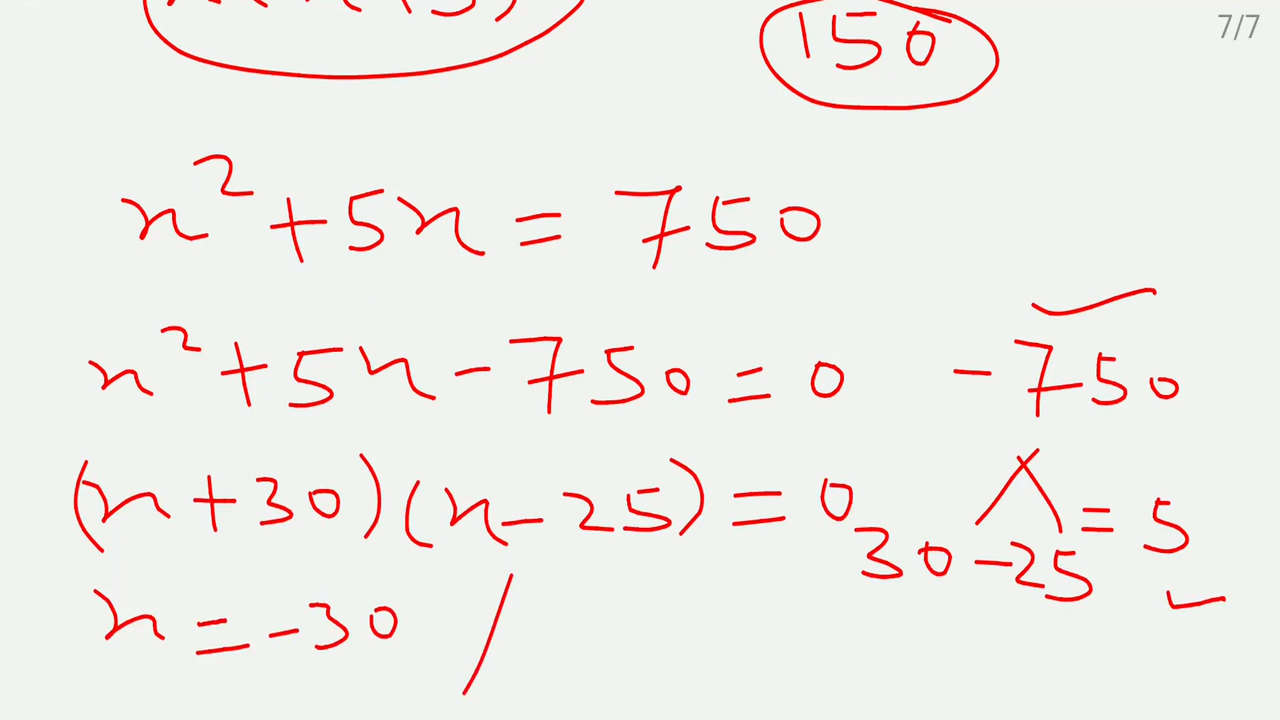 7/7
150
x² + 5x = 750
x² + 5x - 750 = 0
-750
(x + 30)(x - 25) = 0
30 - 25 = 5
x = -30 /